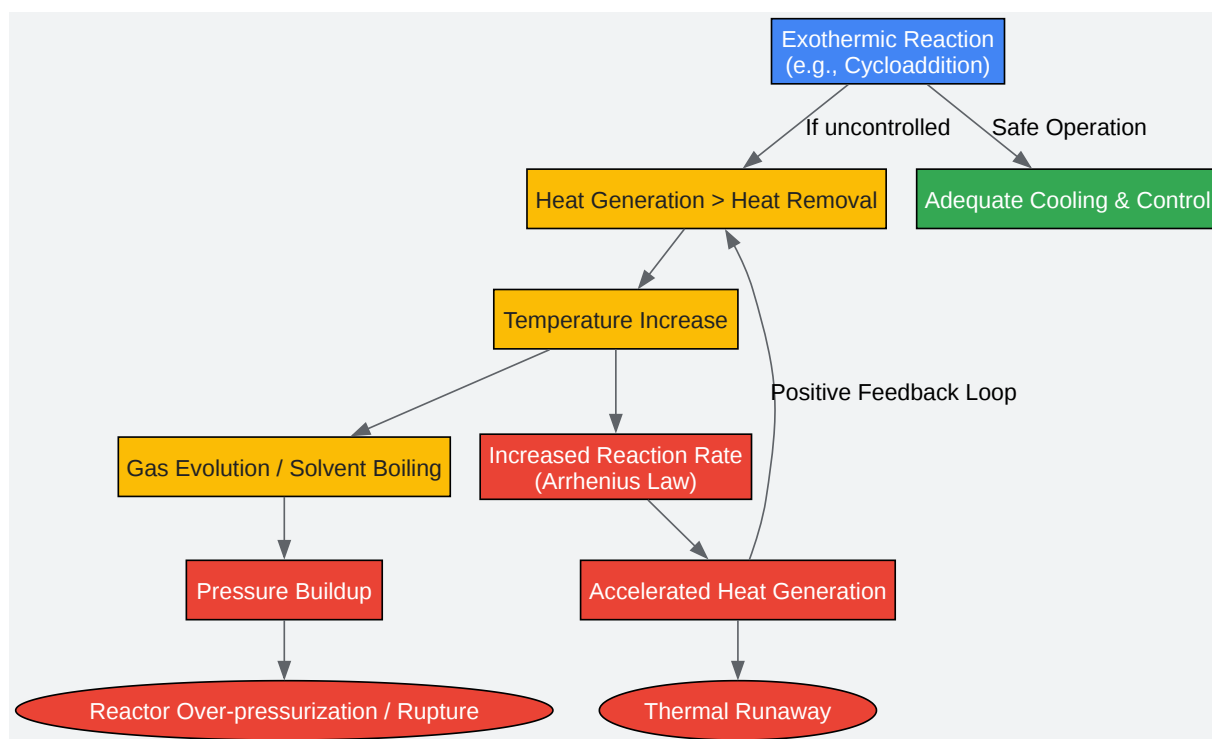 Exothermic Reaction
(e.g., Cycloaddition)
If uncontrolled
Safe Operation
Heat Generation > Heat Removal
Adequate Cooling & Control
Temperature Increase
Positive Feedback Loop
Gas Evolution / Solvent Boiling
Increased Reaction Rate
(Arrhenius Law)
Pressure Buildup
Accelerated Heat Generation
Reactor Over-pressurization / Rupture
Thermal Runaway